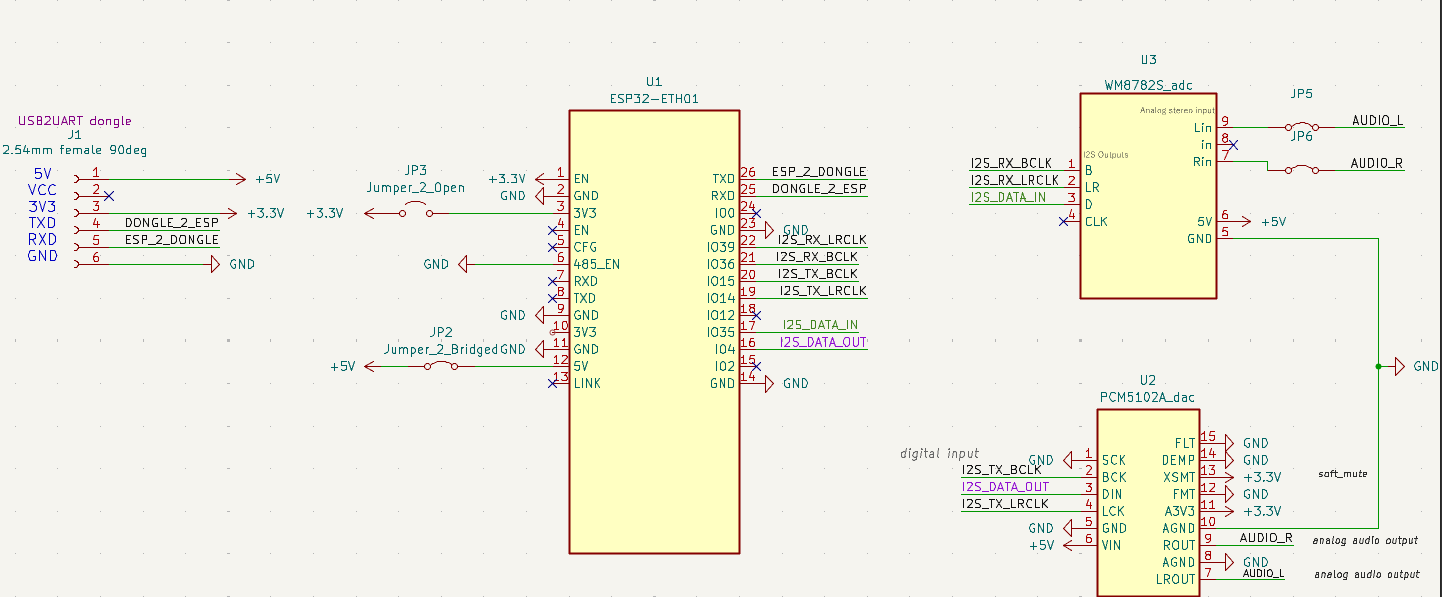 USB2UART dongle
J1
2.54mm female 90deg
5V 1 +5V
VCC 2
3V3 3 +3.3V
TXD 4 DONGLE_2_ESP
RXD 5 ESP_2_DONGLE
GND 6 GND
JP3
Jumper_2_Open
+3.3V
JP2
Jumper_2_Bridged
+5V
U1
ESP32-ETH01
+3.3V 1 EN
GND 2 GND
3 3V3
4 EN
5 CFG
GND 6 485_EN
7 RXD
8 TXD
GND 9 GND
10 3V3
GND 11 GND
12 5V
13 LINK
TXD 26 ESP_2_DONGLE
RXD 25 DONGLE_2_ESP
IO0 24
GND 23 GND
IO39 22 I2S_RX_LRCLK
IO36 21 I2S_RX_BCLK
IO15 20 I2S_TX_BCLK
IO14 19 I2S_TX_LRCLK
IO12 18
IO35 17 I2S_DATA_IN
IO4 16 I2S_DATA_OUT
IO2 15
GND 14 GND
U3
WM8782S_adc
Analog stereo input
I2S Outputs
I2S_RX_BCLK 1 B
I2S_RX_LRCLK 2 LR
I2S_DATA_IN 3 D
4 CLK
Lin 9
in 8
Rin 7
5V 6 +5V
GND 5
JP5
AUDIO_L
JP6
AUDIO_R
GND
U2
PCM5102A_dac
digital input
GND 1 SCK
I2S_TX_BCLK 2 BCK
I2S_DATA_OUT 3 DIN
I2S_TX_LRCLK 4 LCK
GND 5 GND
+5V 6 VIN
FLT 15 GND
DEMP 14 GND
XSMT 13 +3.3V soft_mute
FMT 12 GND
A3V3 11 +3.3V
AGND 10
ROUT 9 AUDIO_R analog audio output
AGND 8 GND
LROUT 7 AUDIO_L analog audio output